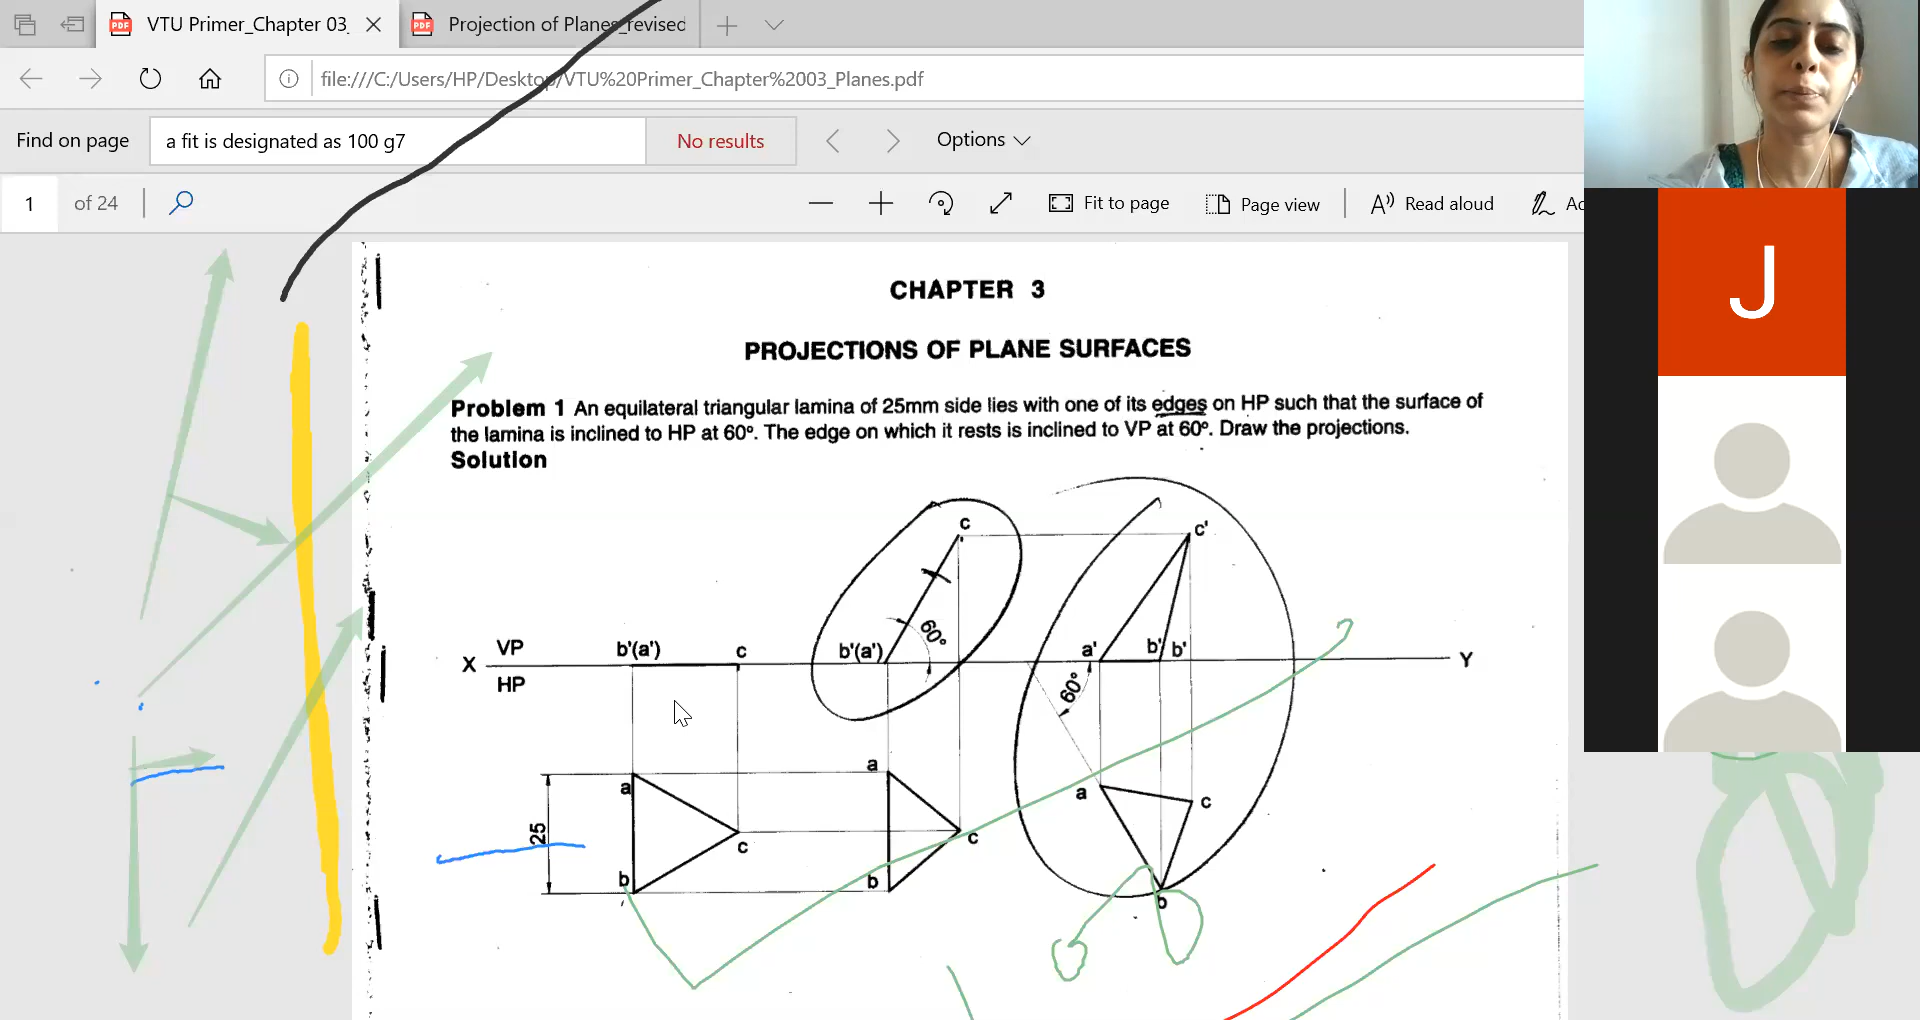 VTU Primer_Chapter 03_
Projection of Planes_revised
file:///C:/Users/HP/Desktop/VTU%20Primer_Chapter%2003_Planes.pdf
Find on page
a fit is designated as 100 g7
No results
Options
1
of 24
Fit to page
Page view
Read aloud
Ad
J
CHAPTER 3
PROJECTIONS OF PLANE SURFACES
Problem 1 An equilateral triangular lamina of 25mm side lies with one of its edges on HP such that the surface of
the lamina is inclined to HP at 60º. The edge on which it rests is inclined to VP at 60º. Draw the projections.
Solution
c
c'
60°
X
VP
HP
b'(a')
c
b'(a')
a'
b'
b'
Y
60°
a
a
a
c
25
c
c
b
b
b